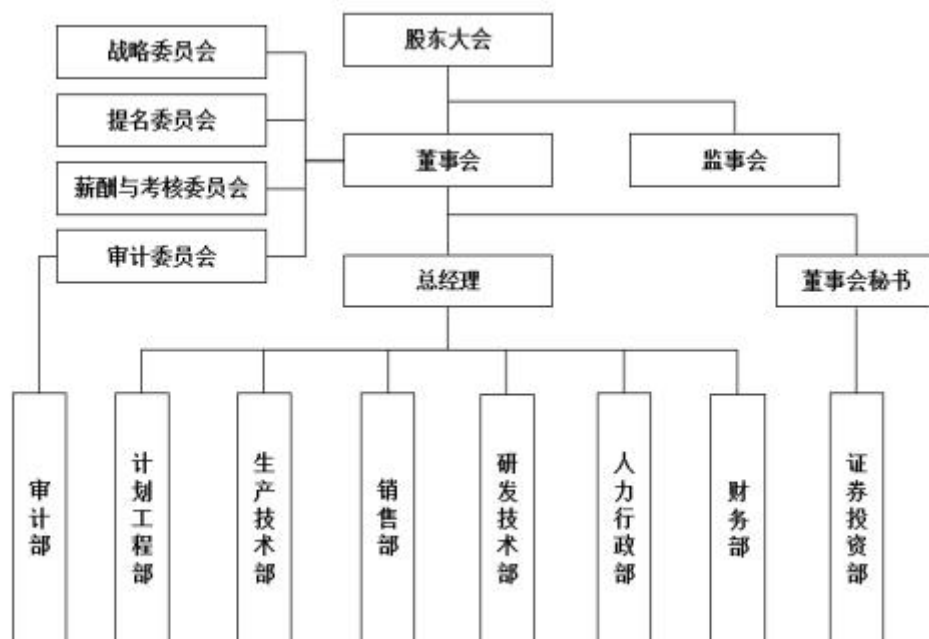 股东大会
战略委员会
提名委员会
董事会
监事会
薪酬与考核委员会
审计委员会
总经理
董事会秘书
审计部
计划工程部
生产技术部
销售部
研发技术部
人力行政部
财务部
证券投资部